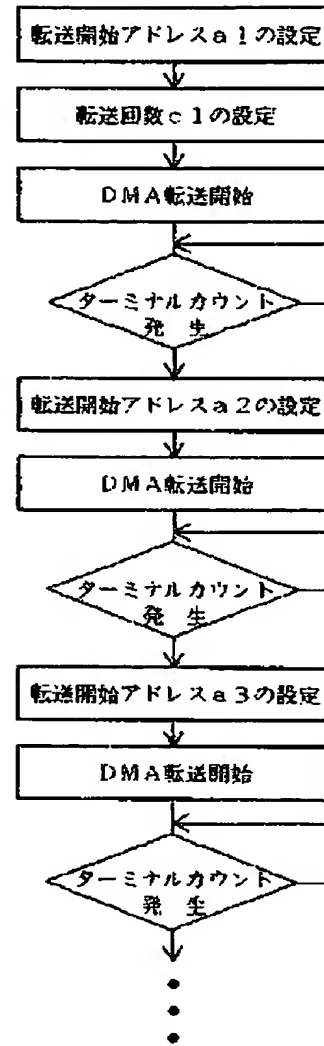 転送開始アドレスa1の設定
転送回数c1の設定
DMA転送開始
ターミナルカウント
発生
転送開始アドレスa2の設定
DMA転送開始
ターミナルカウント
発生
転送開始アドレスa3の設定
DMA転送開始
ターミナルカウント
発生